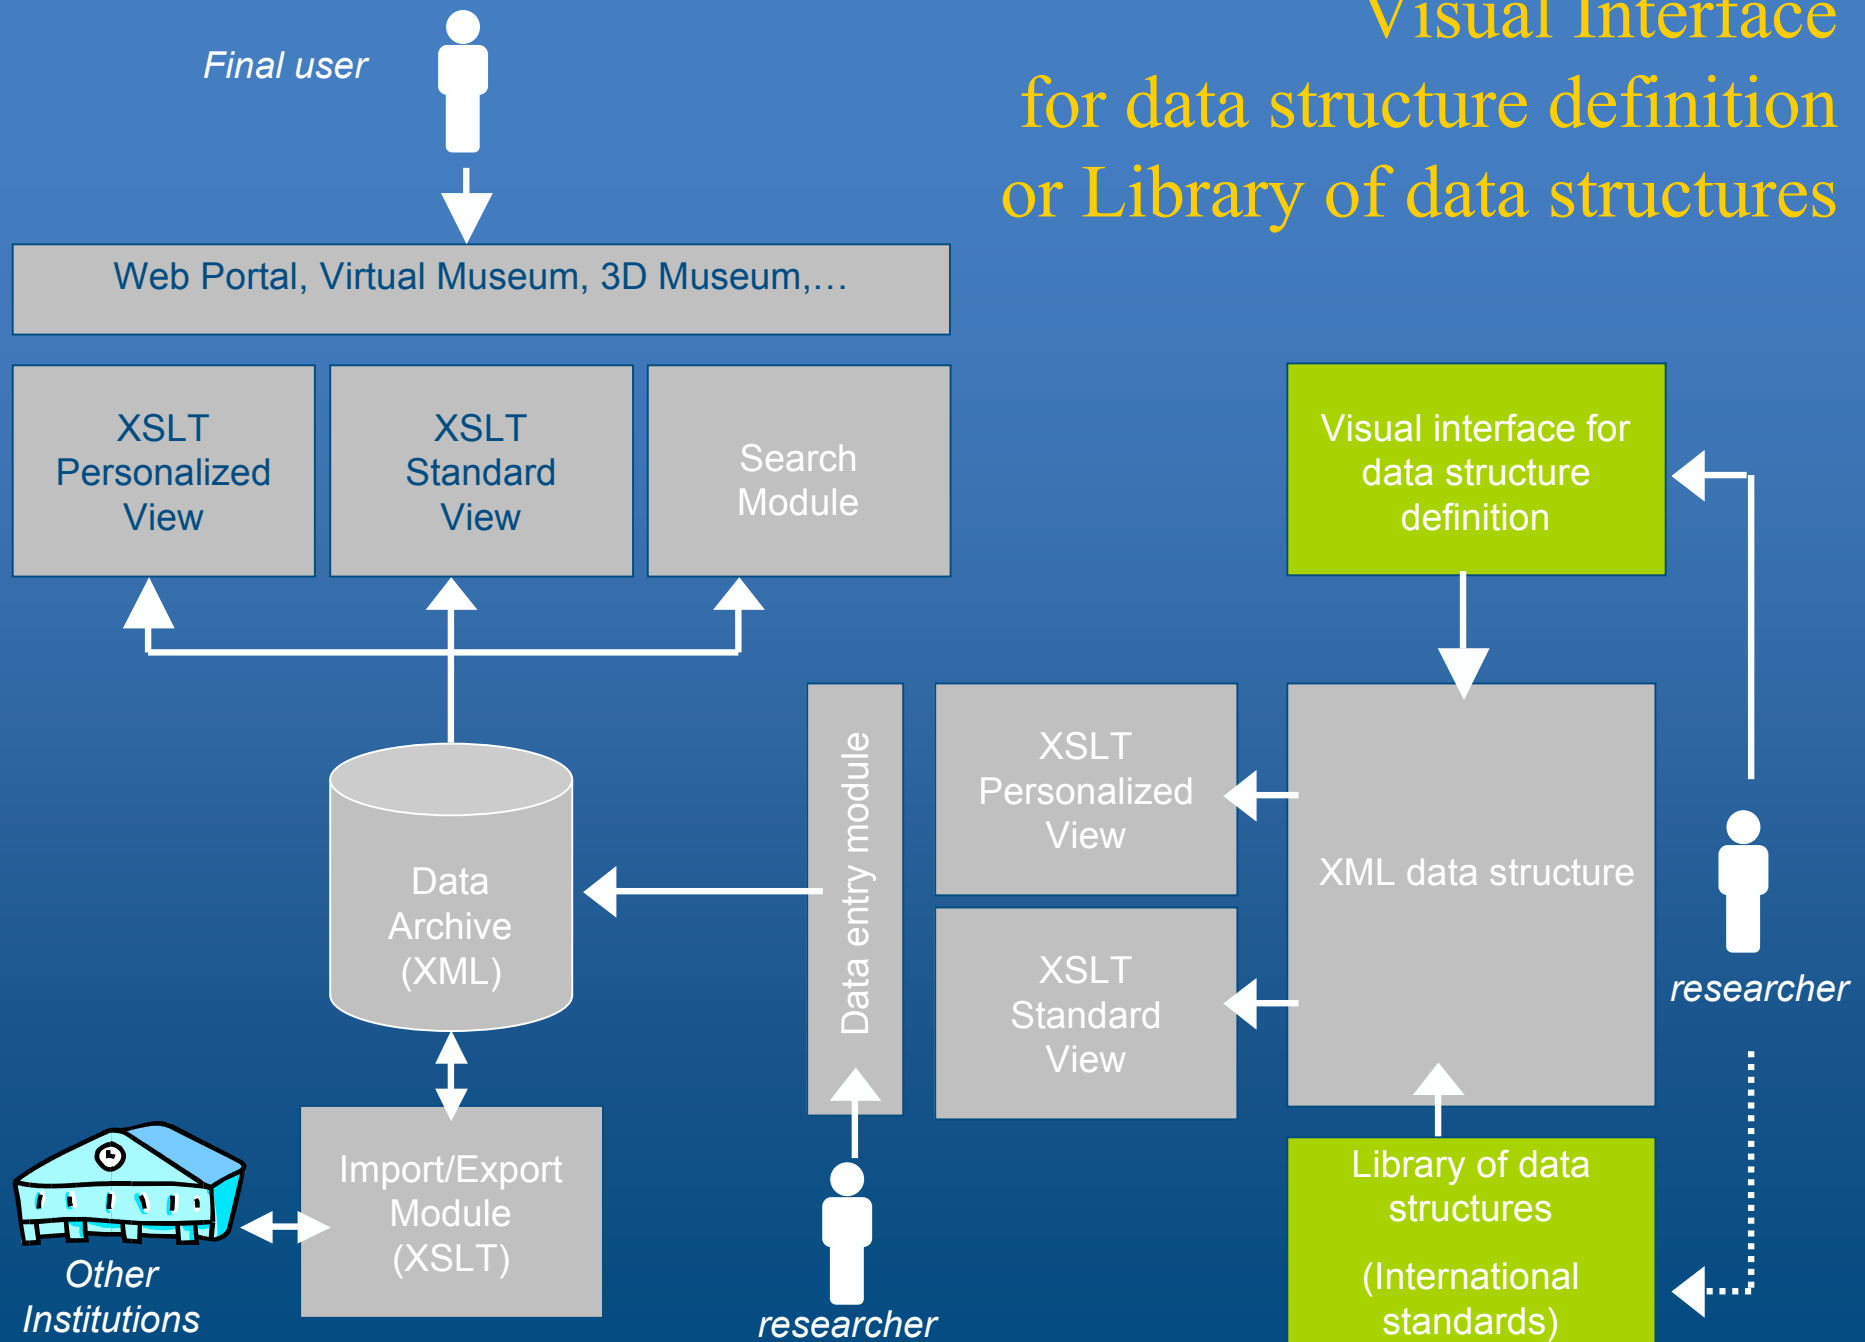 Visual Interface
for data structure definition
or Library of data structures
Final user
Web Portal, Virtual Museum, 3D Museum,…
XSLT
Personalized
View
XSLT
Standard
View
Search
Module
Visual interface for
data structure
definition
Data
Archive
(XML)
Data entry module
XSLT
Personalized
View
XSLT
Standard
View
XML data structure
researcher
Import/Export
Module
(XSLT)
Other
Institutions
researcher
Library of data
structures
(International
standards)